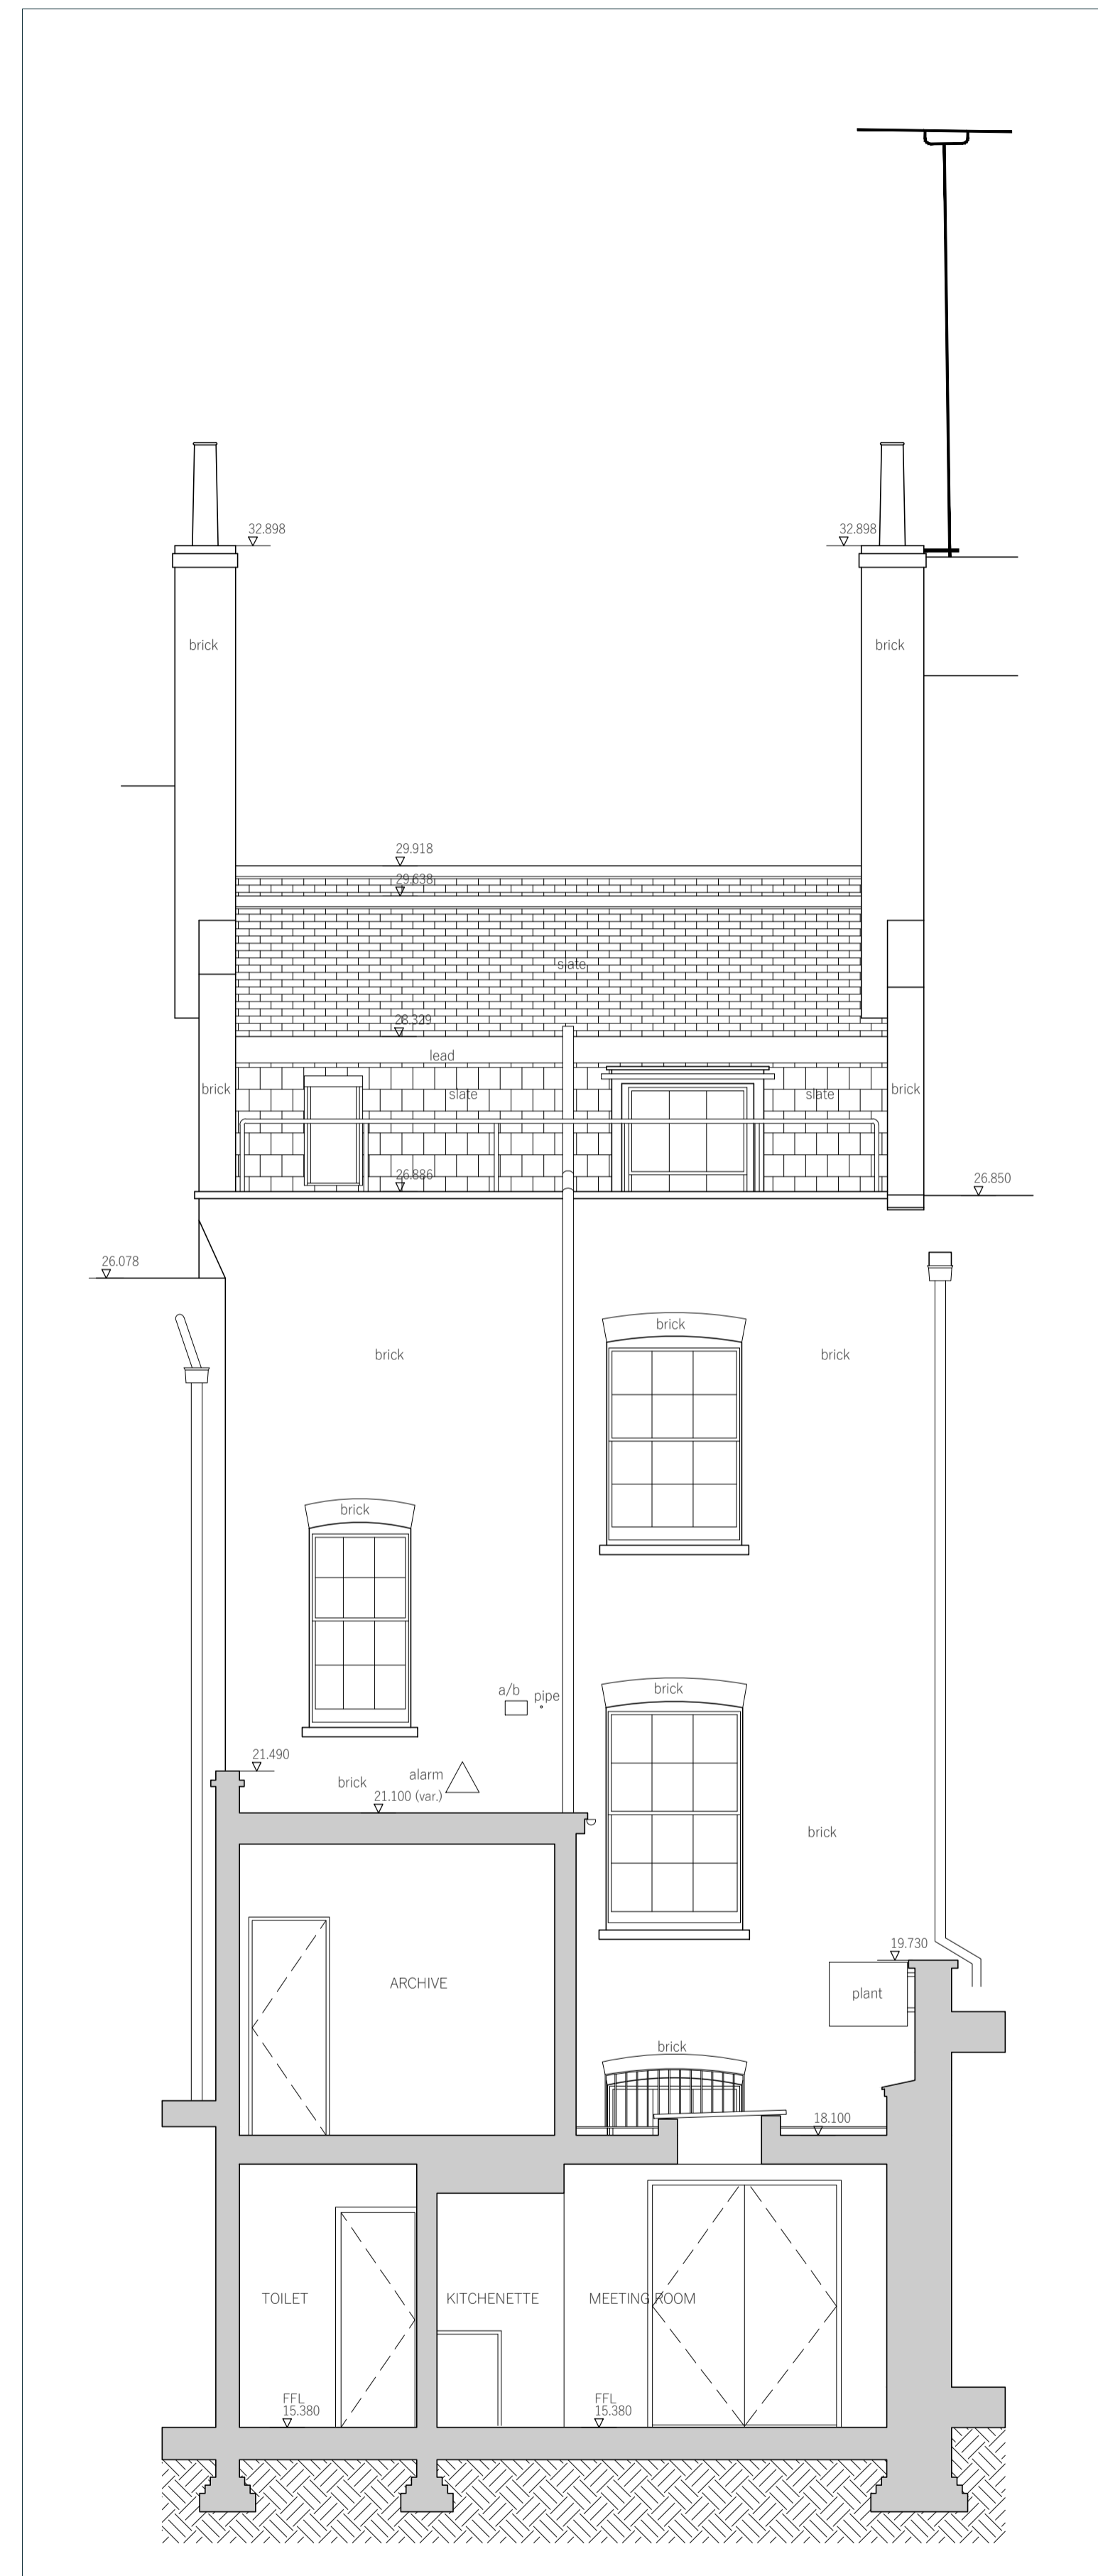 32.898
32.898
brick
brick
29.918
29.638
slate
28.329
lead
brick
slate
slate
brick
26.886
26.850
26.078
brick
brick
brick
brick
a/b
pipe
brick
21.490
alarm
brick
21.100 (var.)
brick
19.730
ARCHIVE
plant
brick
18.100
TOILET
KITCHENETTE
MEETING ROOM
FFL
15.380
FFL
15.380